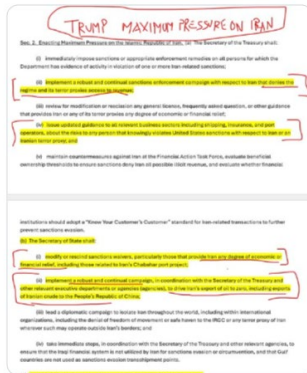 TRUMP MAXIMUM PRESSURE ON IRAN
Sec. 3. Enacting Maximum Pressure on the Islamic Republic of Iran. (a) The Secretary of the Treasury shall:
(i) immediately impose sanctions or appropriate enforcement remedies on all persons for which the
Department has evidence of activity in violation of one or more Iran-related sanctions;
(ii) implement a robust and continual sanctions enforcement campaign with respect to Iran that denies the
regime and its terror proxies access to revenue;
(iii) review for modification or rescission any general license, frequently asked question, or other guidance
that provides Iran or any of its terror proxies any degree of economic or financial relief;
(iv) issue updated guidance to all relevant business sectors including shipping, insurance, and port
operators, about the risks to any person that knowingly violates United States sanctions with respect to Iran or an
Iranian terror proxy; and
(v) maintain countermeasures against Iran at the Financial Action Task Force, evaluate beneficial
ownership thresholds to ensure sanctions deny Iran all possible illicit revenue, and evaluate whether financial
institutions should adopt a "Know Your Customer's Customer" standard for Iran-related transactions to further
prevent sanctions evasion.
(b) The Secretary of State shall:
(i) modify or rescind sanctions waivers, particularly those that provide Iran any degree of economic or
financial relief, including those related to Iran's Chabahar port project;
(ii) implement a robust and continual campaign, in coordination with the Secretary of the Treasury and
other relevant executive departments or agencies (agencies), to drive Iran's export of oil to zero, including exports
of Iranian crude to the People's Republic of China;
(iii) lead a diplomatic campaign to isolate Iran throughout the world, including within international
organizations, including the denial of freedom of movement or safe haven to the IRGC or any terror proxy of Iran
wherever such may operate outside Iran's borders; and
(iv) take immediate steps, in coordination with the Secretary of the Treasury and other relevant agencies, to
ensure that the Iraqi financial system is not utilized by Iran for sanctions evasion or circumvention, and that Gulf
countries are not used as sanctions evasion transshipment points.